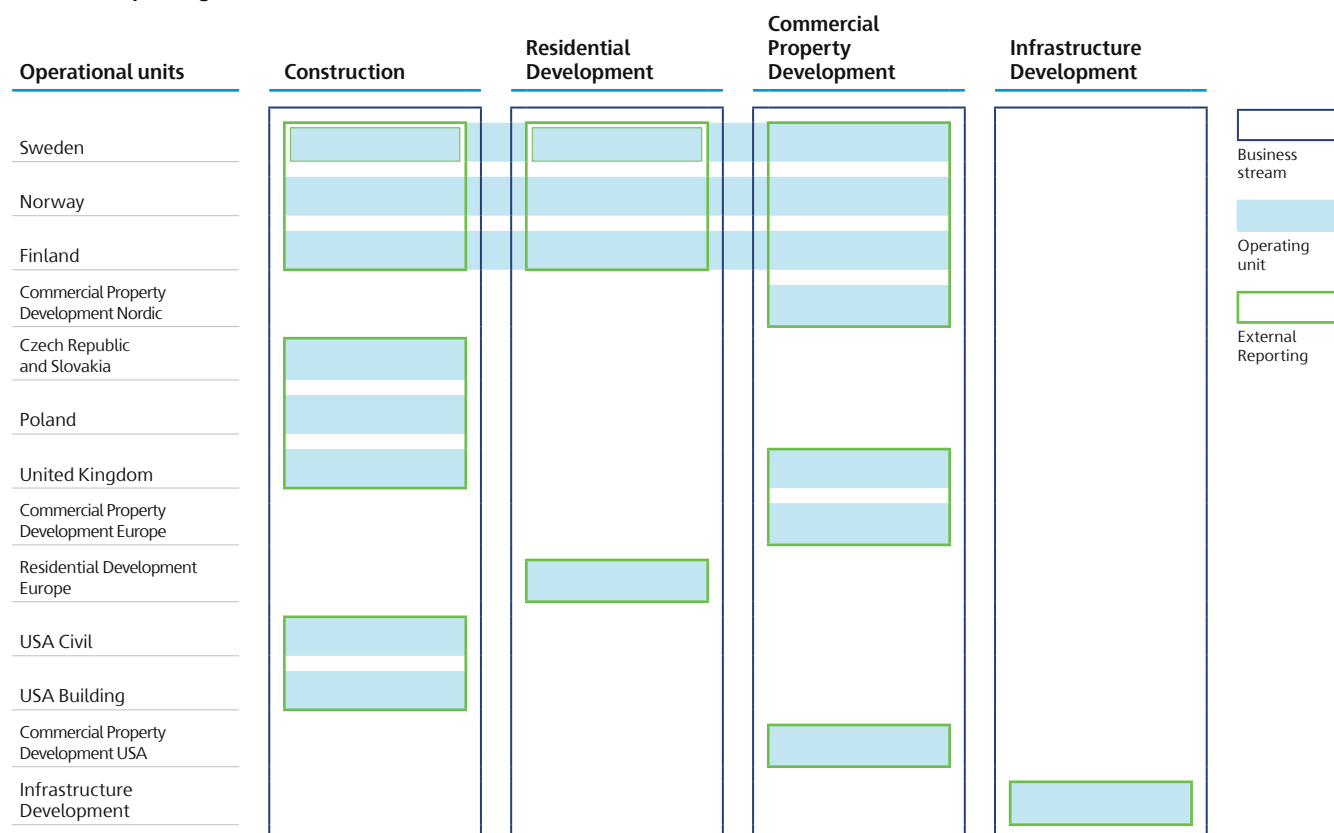 Operational units
Construction
Residential
Development
Commercial
Property
Development
Infrastructure
Development
Sweden
Norway
Finland
Commercial Property
Development Nordic
Czech Republic
and Slovakia
Poland
United Kingdom
Commercial Property
Development Europe
Residential Development
Europe
USA Civil
USA Building
Commercial Property
Development USA
Infrastructure
Development
Business
stream
Operating
unit
External
Reporting